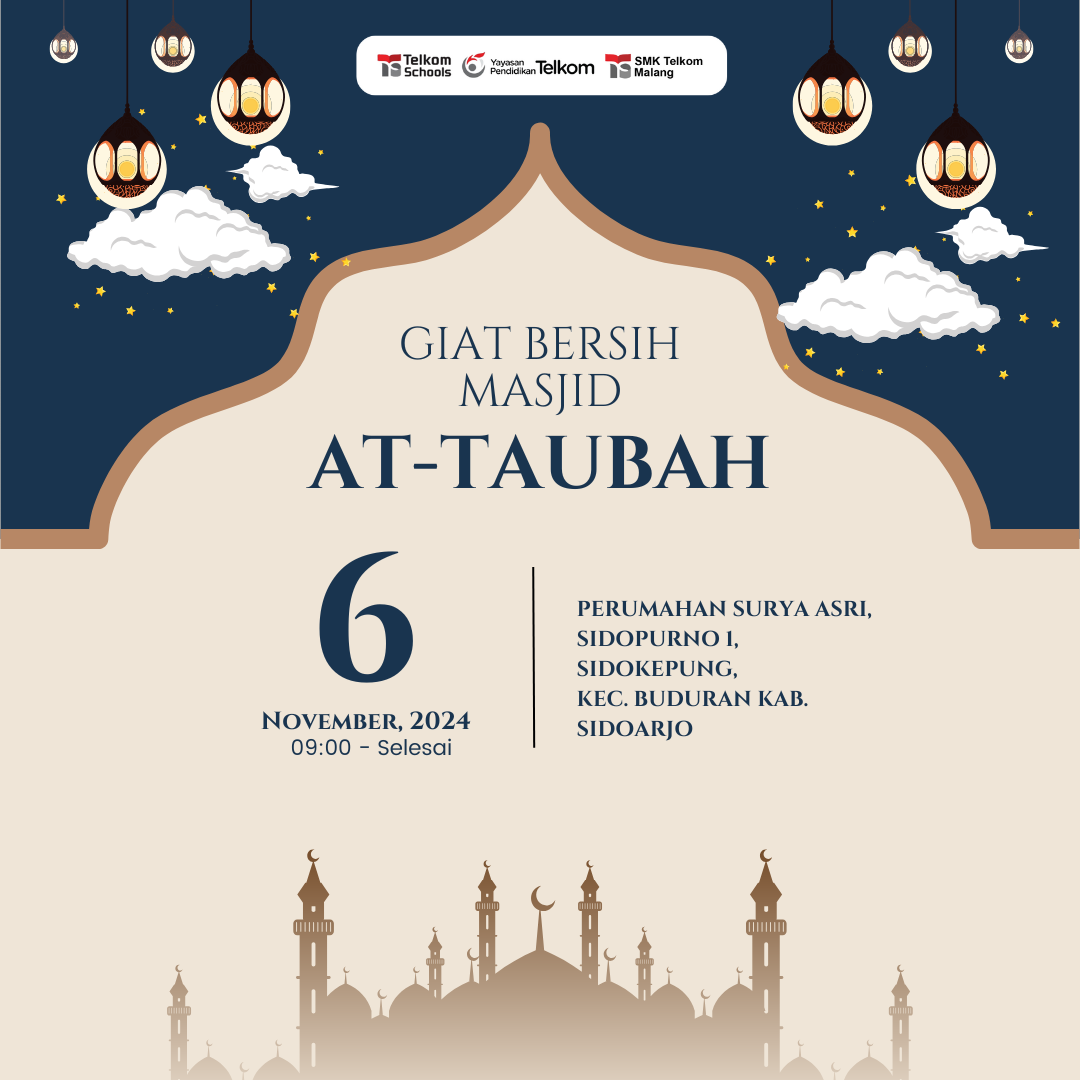 Telkom
Schools
Yayasan
Pendidikan Telkom
SMK Telkom
Malang
GIAT BERSIH
MASJID
AT-TAUBAH
6
November, 2024
09:00 - Selesai
PERUMAHAN SURYA ASRI,
SIDOPURNO 1,
SIDOKEPUNG,
KEC. BUDURAN KAB.
SIDOARJO